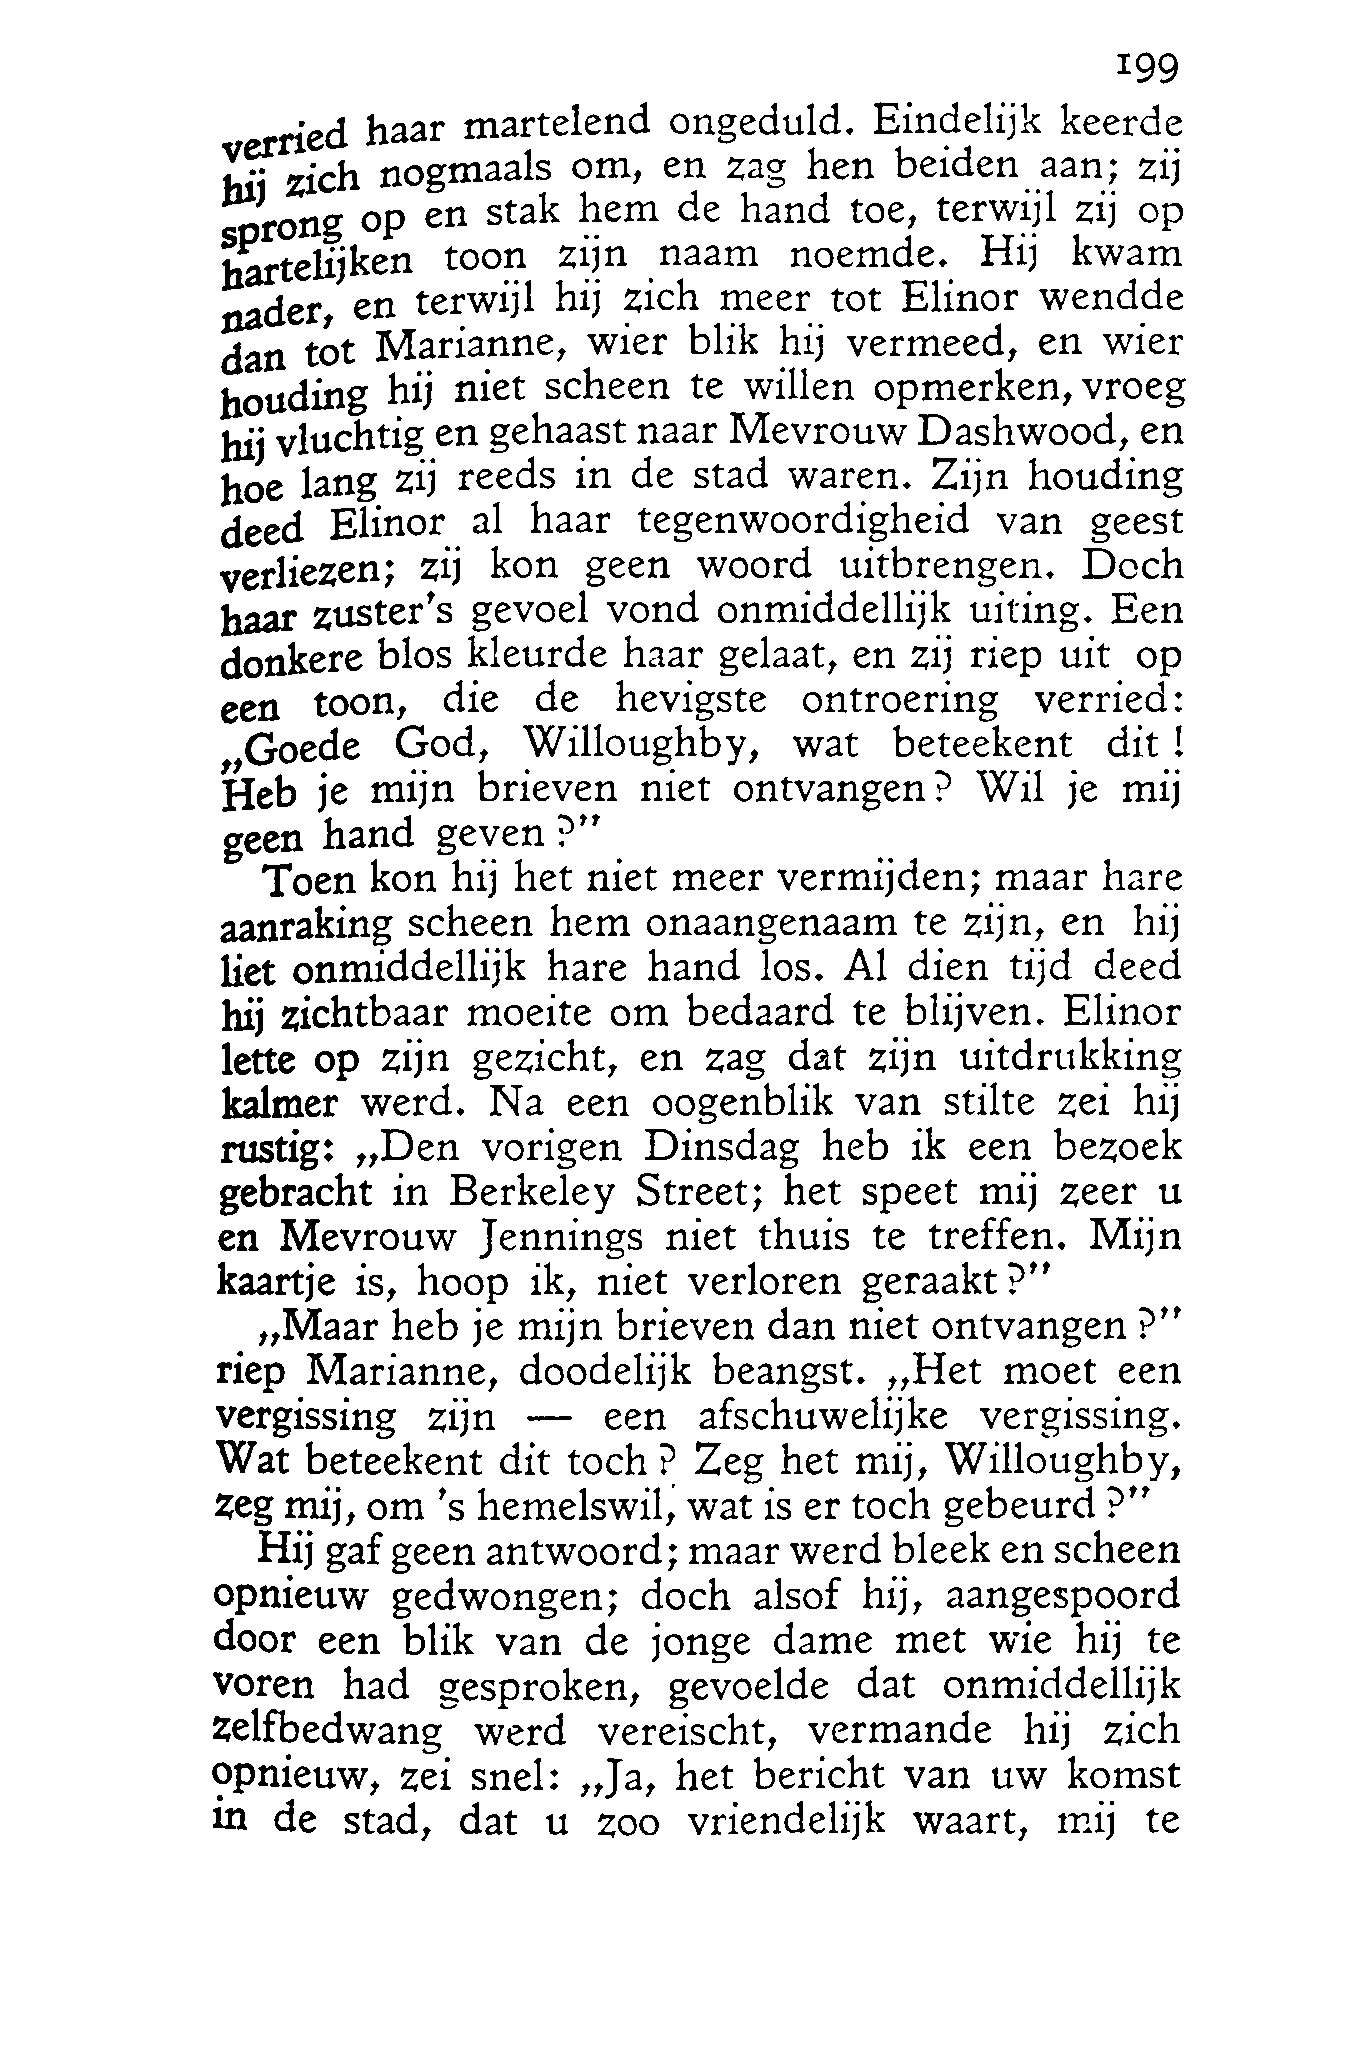 199
verried haar martelend ongeduld. Eindelijk keerde
hij zich nogmaals om, en zag hen beiden aan; zij
sprong op en stak hem de hand toe, terwijl zij op
hartelijken toon zijn naam noemde. Hij kwam
nader, en terwijl hij zich meer tot Elinor wendde
dan tot Marianne, wier blik hij vermeed, en wier
houding hij niet scheen te willen opmerken, vroeg
hij vluchtig en gehaast naar Mevrouw Dashwood, en
hoe lang zij reeds in de stad waren. Zijn houding
deed Elinor al haar tegenwoordigheid van geest
verliezen; zij kon geen woord uitbrengen. Doch
haar zuster's gevoel vond onmiddellijk uiting. Een
donkere blos kleurde haar gelaat, en zij riep uit op
een toon, die de hevigste ontroering verried:
„Goede God, Willoughby, wat beteekent dit!
Heb je mijn brieven niet ontvangen? Wil je mij
geen hand geven?"
Toen kon hij het niet meer vermijden; maar hare
aanraking scheen hem onaangenaam te zijn, en hij
liet onmiddellijk hare hand los. Al dien tijd deed
hij zichtbaar moeite om bedaard te blijven. Elinor
lette op zijn gezicht, en zag dat zijn uitdrukking
kalmer werd. Na een oogenblik van stilte zei hij
rustig: „Den vorigen Dinsdag heb ik een bezoek
gebracht in Berkeley Street; het speet mij zeer u
en Mevrouw Jennings niet thuis te treffen. Mijn
kaartje is, hoop ik, niet verloren geraakt?"
„Maar heb je mijn brieven dan niet ontvangen?"
riep Marianne, doodelijk beangst. „Het moet een
vergissing zijn — een afschuwelijke vergissing.
Wat beteekent dit toch? Zeg het mij, Willoughby,
zeg mij, om 's hemelswil, wat is er toch gebeurd?"
Hij gaf geen antwoord; maar werd bleek en scheen
opnieuw gedwongen; doch alsof hij, aangespoord
door een blik van de jonge dame met wie hij te
voren had gesproken, gevoelde dat onmiddellijk
zelfbedwang werd vereischt, vermande hij zich
opnieuw, zei snel: „Ja, het bericht van uw komst
in de stad, dat u zoo vriendelijk waart, mij te